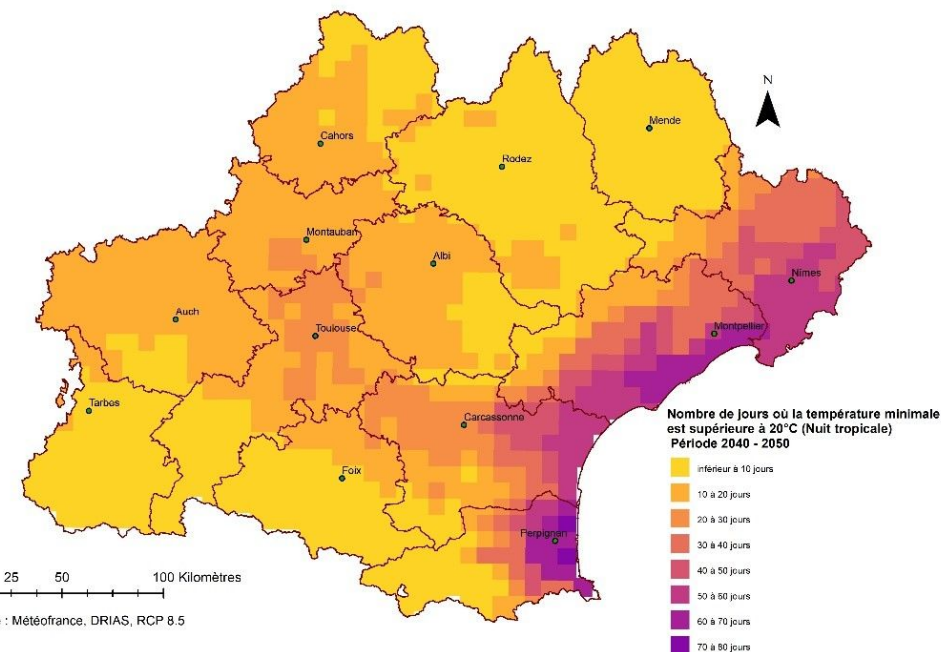 N
Mende
Cahors
Rodez
Montauban
Albi
Nîmes
Auch
Toulouse
Montpellier
Tarbes
Carcassonne
Foix
Perpignan
Nombre de jours où la température minimale
est supérieure à 20°C (Nuit tropicale)
Période 2040 - 2050
inférieur à 10 jours
10 à 20 jours
20 à 30 jours
30 à 40 jours
40 à 50 jours
50 à 60 jours
60 à 70 jours
70 à 80 jours
25 50 100 Kilomètres
: Météofrance, DRIAS, RCP 8.5